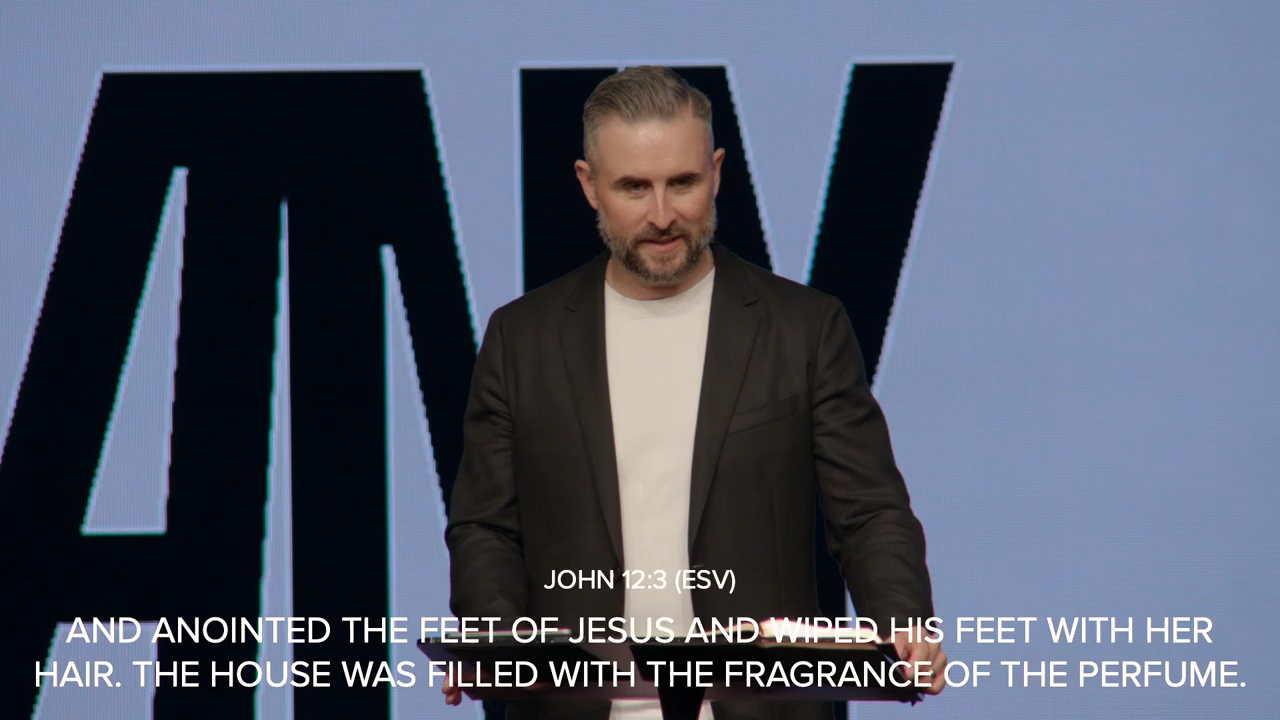 JOHN 12:3 (ESV)
AND ANOINTED THE FEET OF JESUS AND WIPED HIS FEET WITH HER
HAIR. THE HOUSE WAS FILLED WITH THE FRAGRANCE OF THE PERFUME.